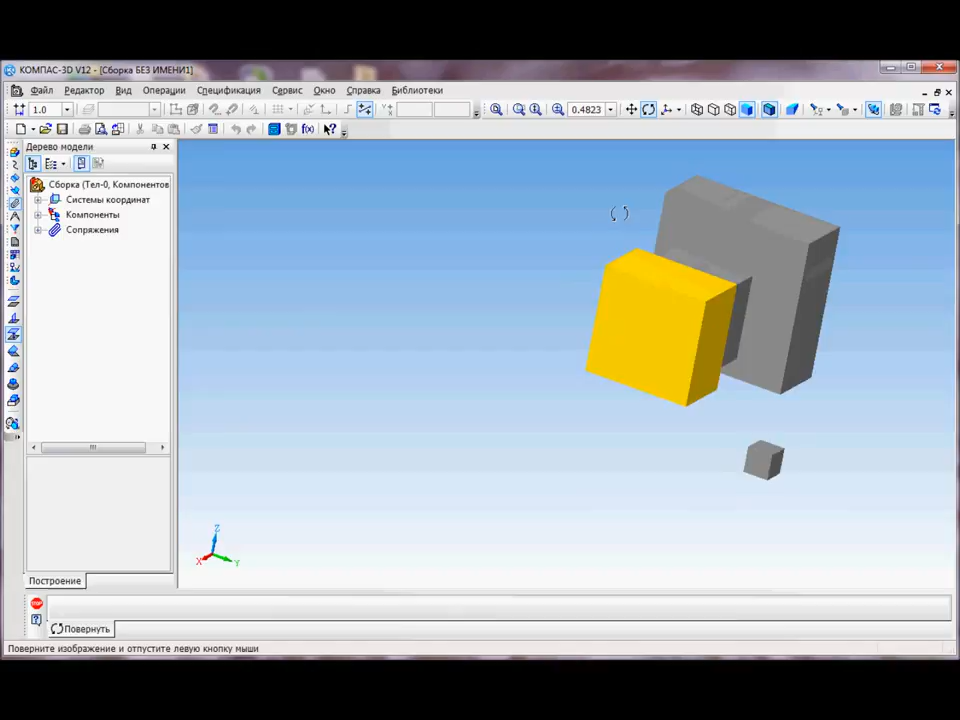 КОМПАС-3D V12 - [Сборка БЕЗ ИМЕНИ1]
Файл Редактор Вид Операции Спецификация Сервис Окно Справка Библиотеки
1.0 0.4823
f(x)
Дерево модели
Сборка (Тел-0, Компонентов
Системы координат
Компоненты
Сопряжения
Z
X Y
Построение
STOP
Повернуть
Поверните изображение и отпустите левую кнопку мыши